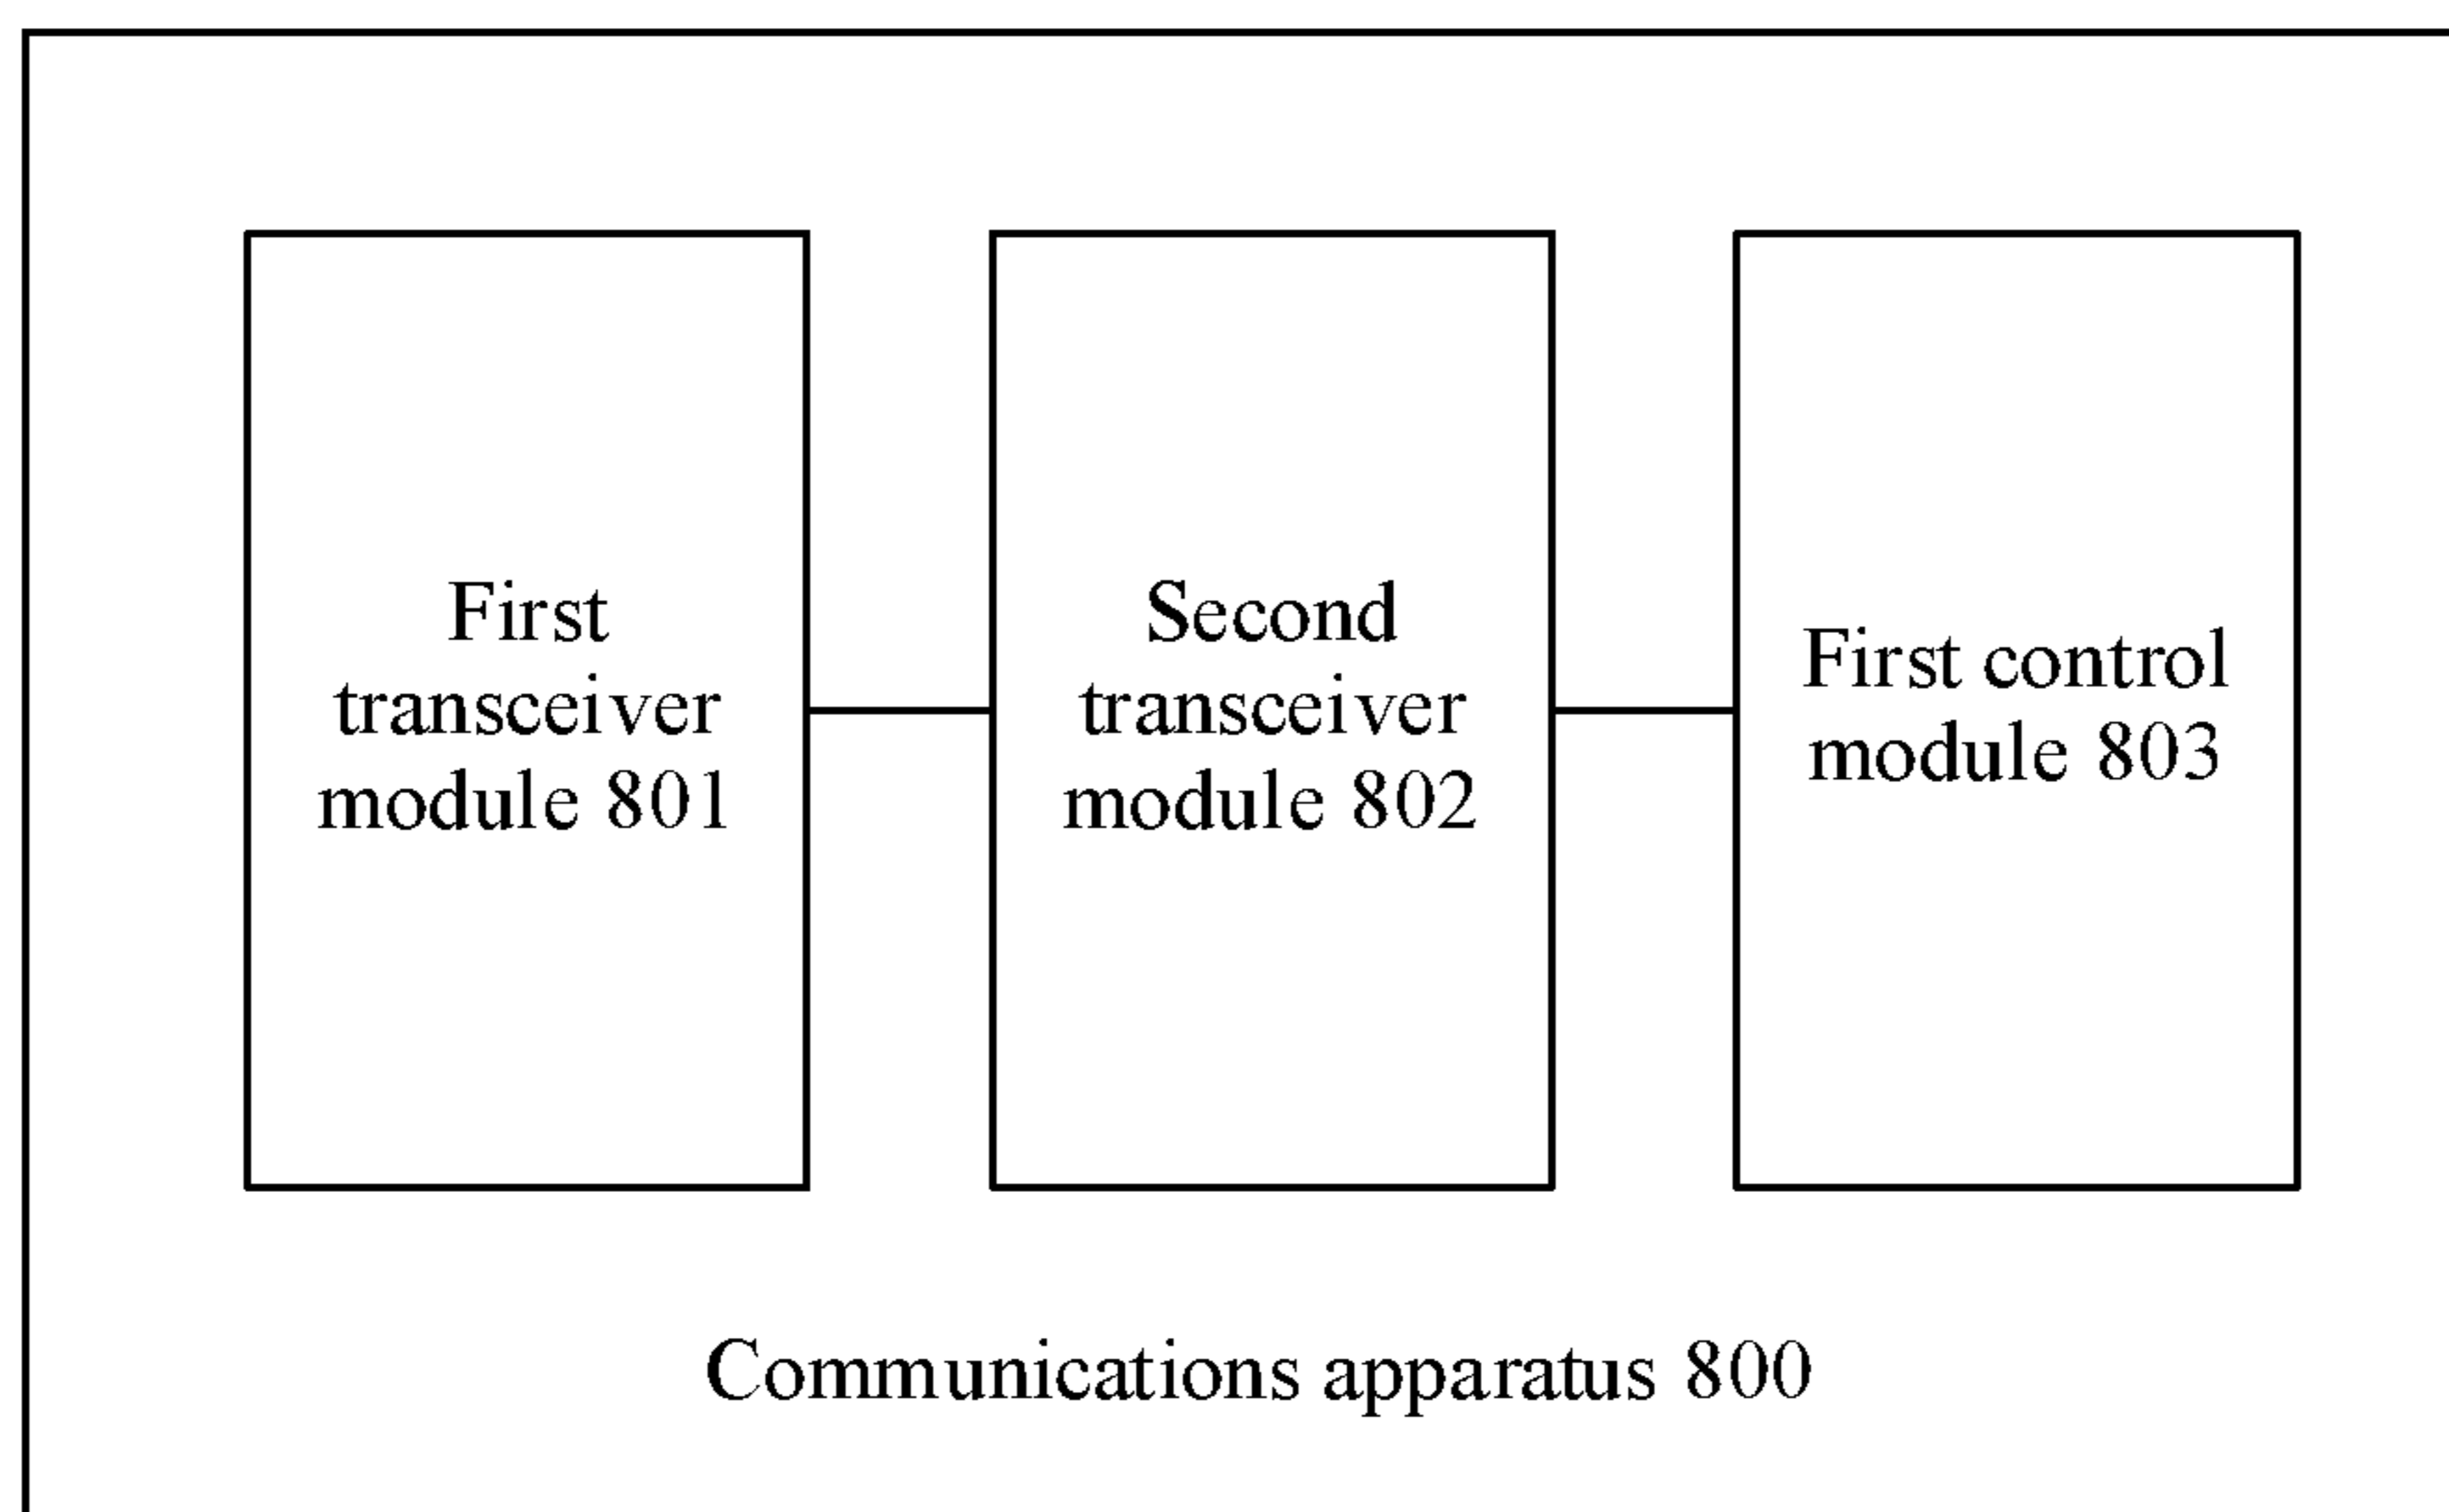 First
transceiver
module 801
Second
transceiver
module 802
First control
module 803
Communications apparatus 800